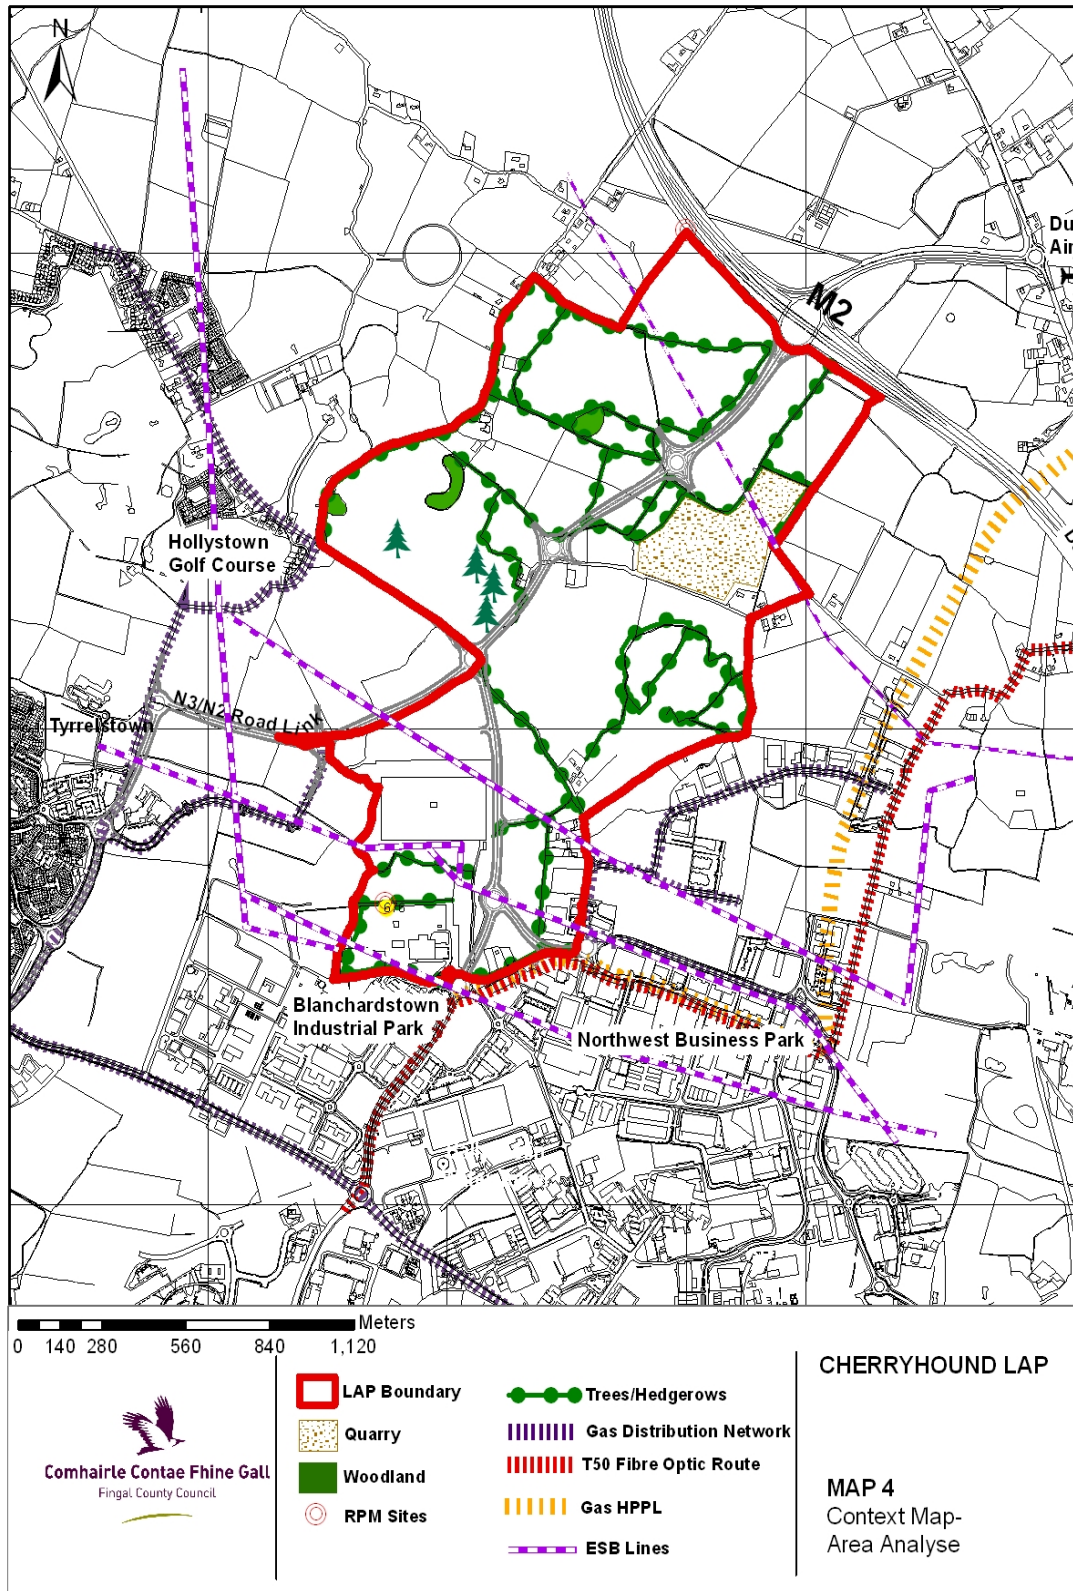 N
Du
Air
M2
Hollystown
Golf Course
N3/N2 Road Link
Tyrrelstown
Blanchardstown
Industrial Park
Northwest Business Park
Meters
0 140 280 560 840 1,120
Comhairle Contae Fhine Gall
Fingal County Council
LAP Boundary
Quarry
Woodland
RPM Sites
Trees/Hedgerows
Gas Distribution Network
T50 Fibre Optic Route
Gas HPPL
ESB Lines
CHERRYHOUND LAP
MAP 4
Context Map-
Area Analyse